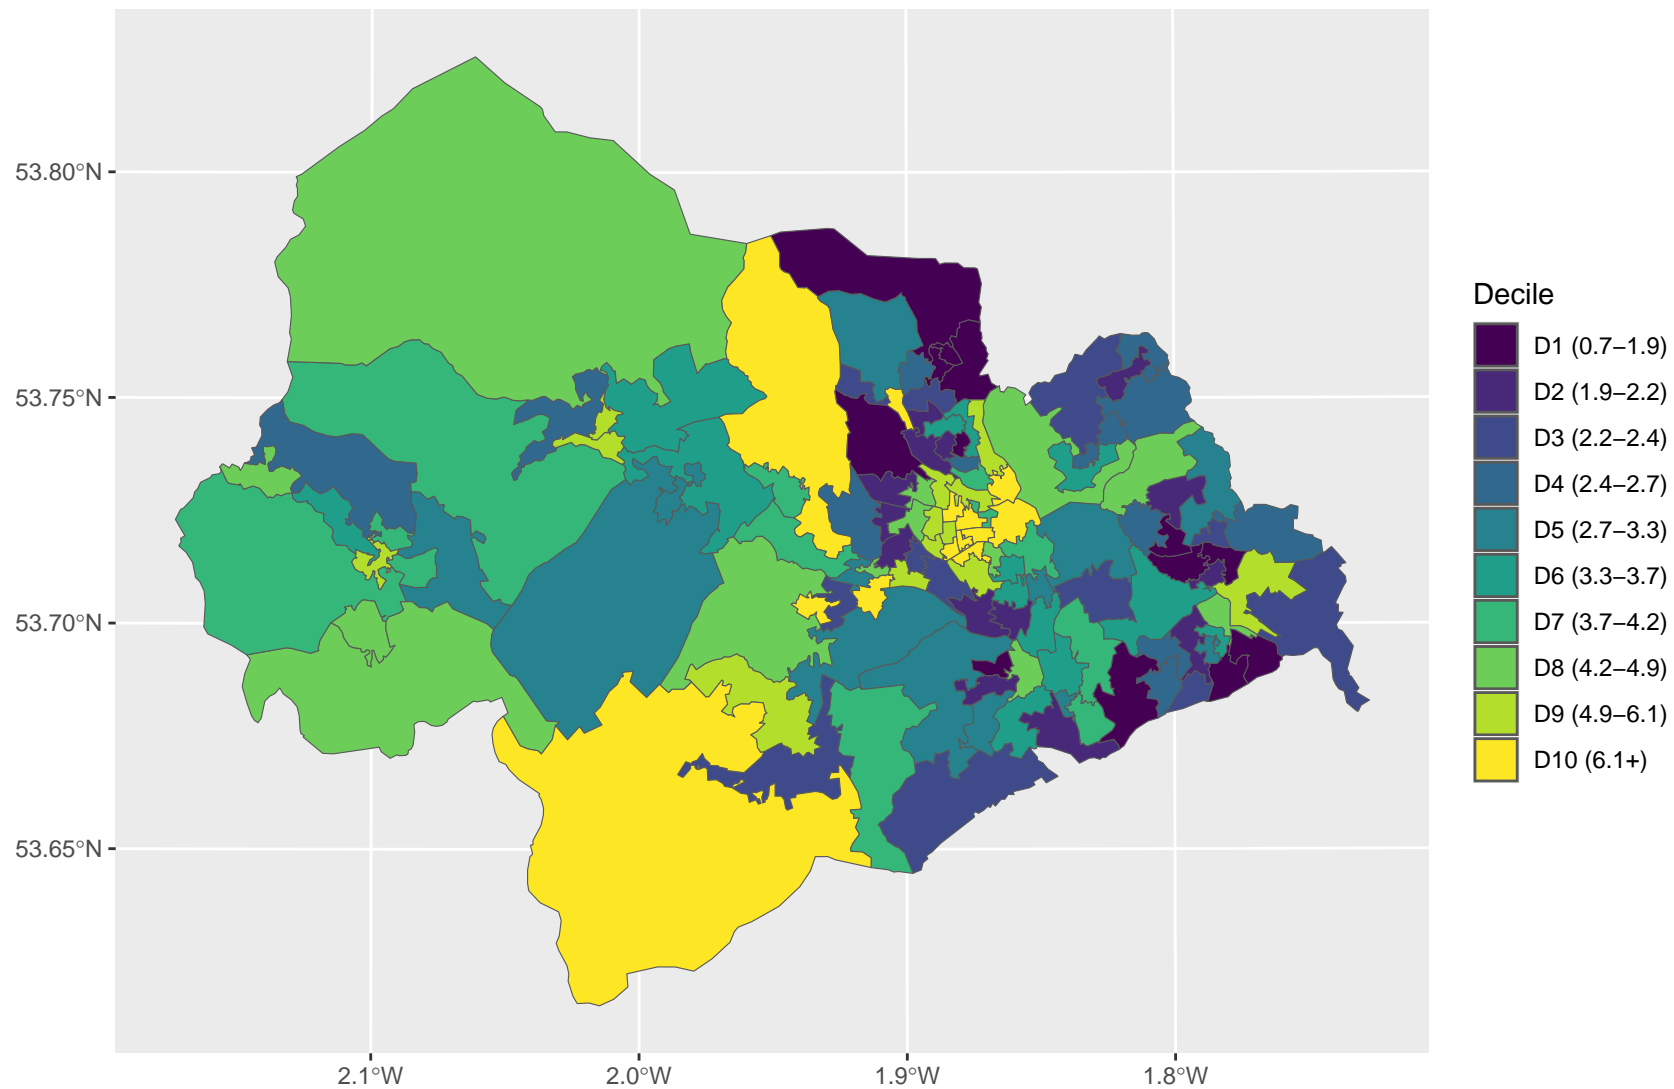 53.80°N
53.75°N
53.70°N
53.65°N
2.1°W
2.0°W
1.9°W
1.8°W
Decile
D1 (0.7–1.9)
D2 (1.9–2.2)
D3 (2.2–2.4)
D4 (2.4–2.7)
D5 (2.7–3.3)
D6 (3.3–3.7)
D7 (3.7–4.2)
D8 (4.2–4.9)
D9 (4.9–6.1)
D10 (6.1+)